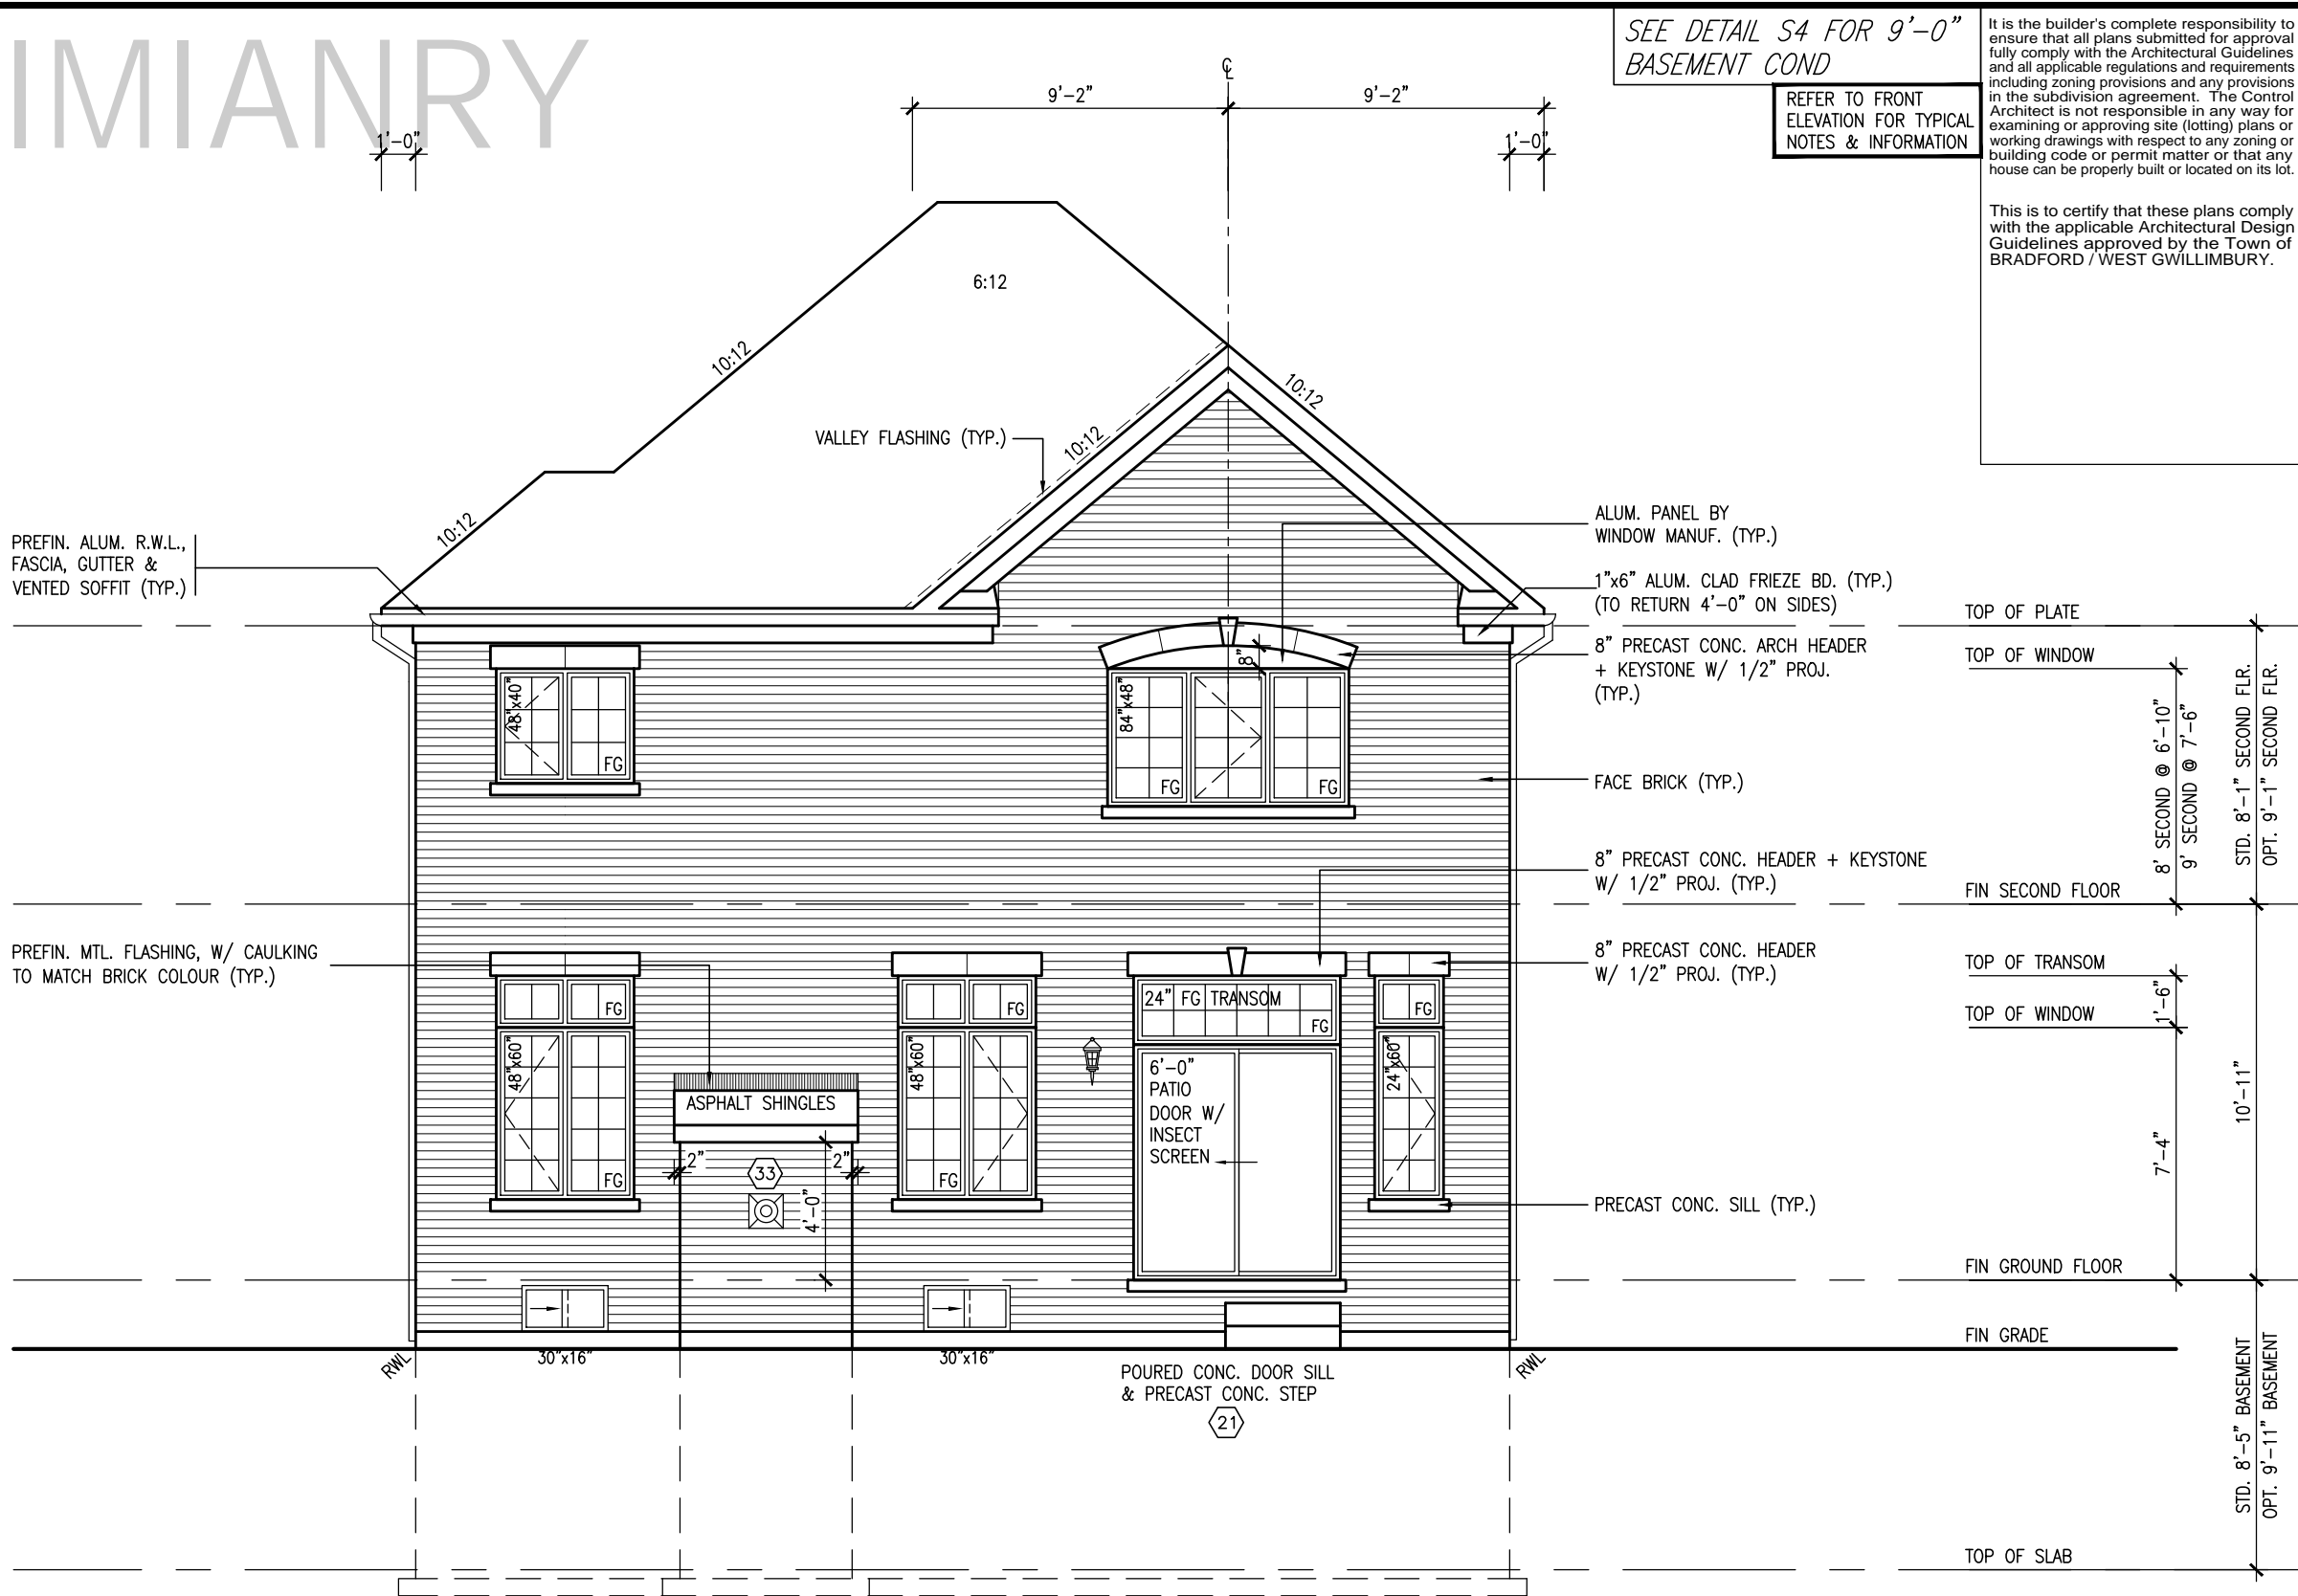 IMIANRY
SEE DETAIL S4 FOR 9'-0"
BASEMENT COND
REFER TO FRONT
ELEVATION FOR TYPICAL
NOTES & INFORMATION
It is the builder's complete responsibility to
ensure that all plans submitted for approval
fully comply with the Architectural Guidelines
and all applicable regulations and requirements
including zoning provisions and any provisions
in the subdivision agreement. The Control
Architect is not responsible in any way for
examining or approving site (lotting) plans or
working drawings with respect to any zoning or
building code or permit matter or that any
house can be properly built or located on its lot.
This is to certify that these plans comply
with the applicable Architectural Design
Guidelines approved by the Town of
BRADFORD / WEST GWILLIMBURY.
9'-2"
9'-2"
1'-0"
1'-0"
6:12
10:12
10:12
10:12
10:12
VALLEY FLASHING (TYP.)
PREFIN. ALUM. R.W.L.,
FASCIA, GUTTER &
VENTED SOFFIT (TYP.)
ALUM. PANEL BY
WINDOW MANUF. (TYP.)
1"x6" ALUM. CLAD FRIEZE BD. (TYP.)
(TO RETURN 4'-0" ON SIDES)
8" PRECAST CONC. ARCH HEADER
+ KEYSTONE W/ 1/2" PROJ.
(TYP.)
TOP OF PLATE
TOP OF WINDOW
8"
48"x40"
FG
84"x48"
FG
FG
FACE BRICK (TYP.)
8' SECOND @ 6'-10"
9' SECOND @ 7'-6"
STD. 8'-1" SECOND FLR.
OPT. 9'-1" SECOND FLR.
8" PRECAST CONC. HEADER + KEYSTONE
W/ 1/2" PROJ. (TYP.)
FIN SECOND FLOOR
PREFIN. MTL. FLASHING, W/ CAULKING
TO MATCH BRICK COLOUR (TYP.)
8" PRECAST CONC. HEADER
W/ 1/2" PROJ. (TYP.)
TOP OF TRANSOM
TOP OF WINDOW
1'-6"
FG
FG
24" FG TRANSOM
FG
FG
48"x60"
FG
ASPHALT SHINGLES
2"
2"
33
4'-0"
48"x60"
FG
6'-0"
PATIO
DOOR W/
INSECT
SCREEN
24"x60"
7'-4"
10'-11"
PRECAST CONC. SILL (TYP.)
FIN GROUND FLOOR
FIN GRADE
RWL
30"x16"
30"x16"
RWL
POURED CONC. DOOR SILL
& PRECAST CONC. STEP
21
STD. 8'-5" BASEMENT
OPT. 9'-11" BASEMENT
TOP OF SLAB